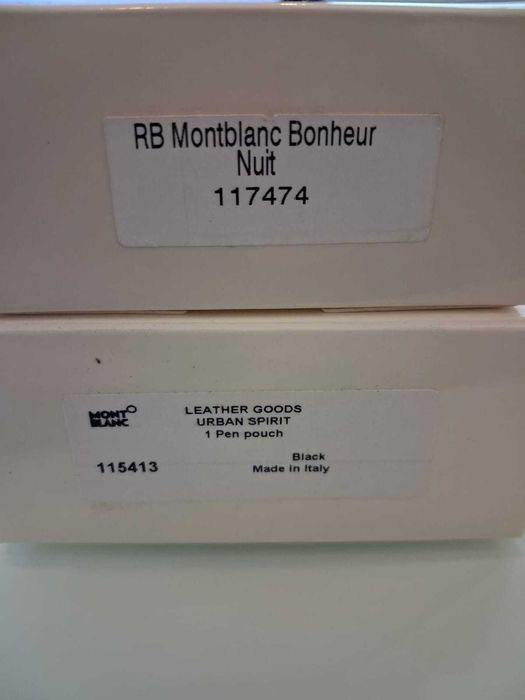 RB Montblanc Bonheur
Nuit
117474
MONT
BLANC
LEATHER GOODS
URBAN SPIRIT
1 Pen pouch
Black
115413
Made in Italy